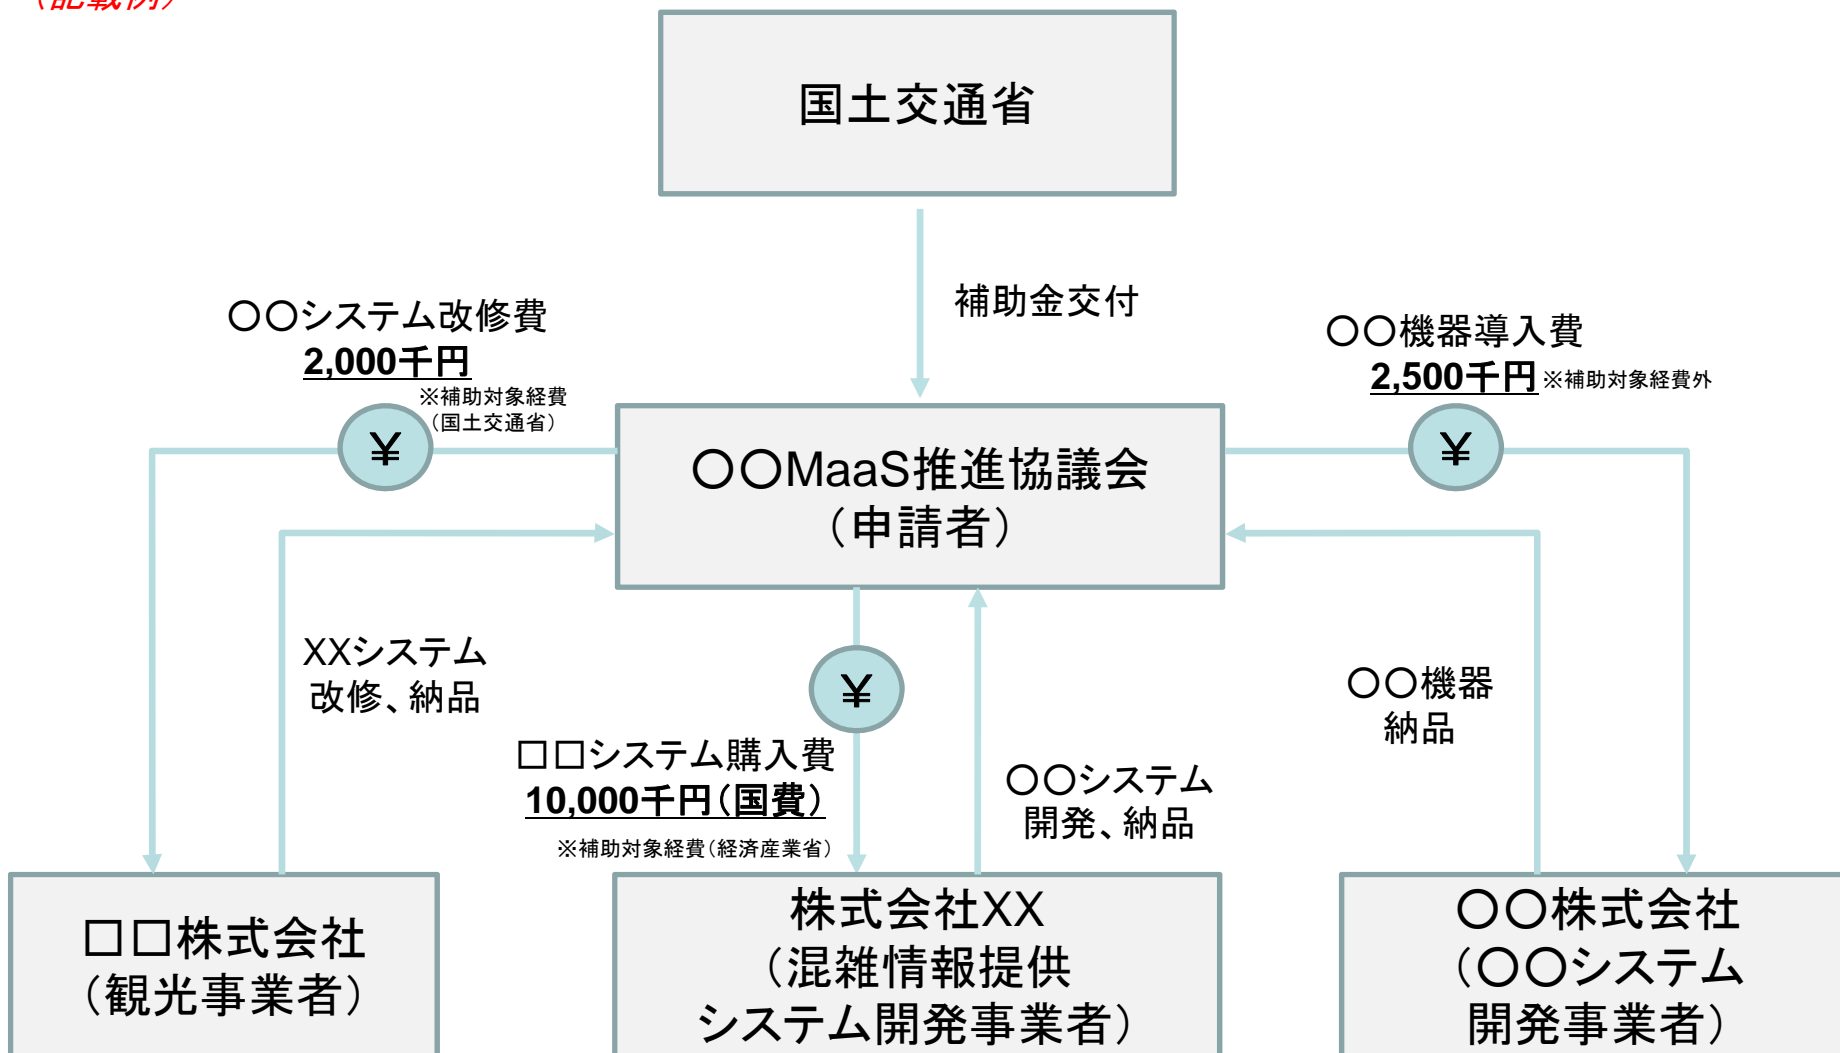 (記載例)
国土交通省
補助金交付
〇〇システム改修費
2,000千円
※補助対象経費
(国土交通省)
¥
〇〇機器導入費
2,500千円 ※補助対象経費外
¥
〇〇MaaS推進協議会
(申請者)
XXシステム
改修、納品
¥
□□システム購入費
10,000千円(国費)
※補助対象経費(経済産業省)
〇〇システム
開発、納品
〇〇機器
納品
□□株式会社
(観光事業者)
株式会社XX
(混雑情報提供
システム開発事業者)
〇〇株式会社
(〇〇システム
開発事業者)